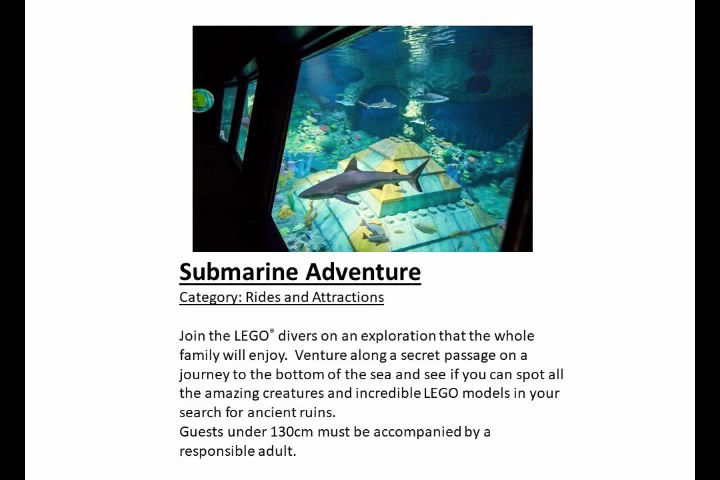 Submarine Adventure
Category: Rides and Attractions
Join the LEGO® divers on an exploration that the whole
family will enjoy.  Venture along a secret passage on a
journey to the bottom of the sea and see if you can spot all
the amazing creatures and incredible LEGO models in your
search for ancient ruins.
Guests under 130cm must be accompanied by a
responsible adult.